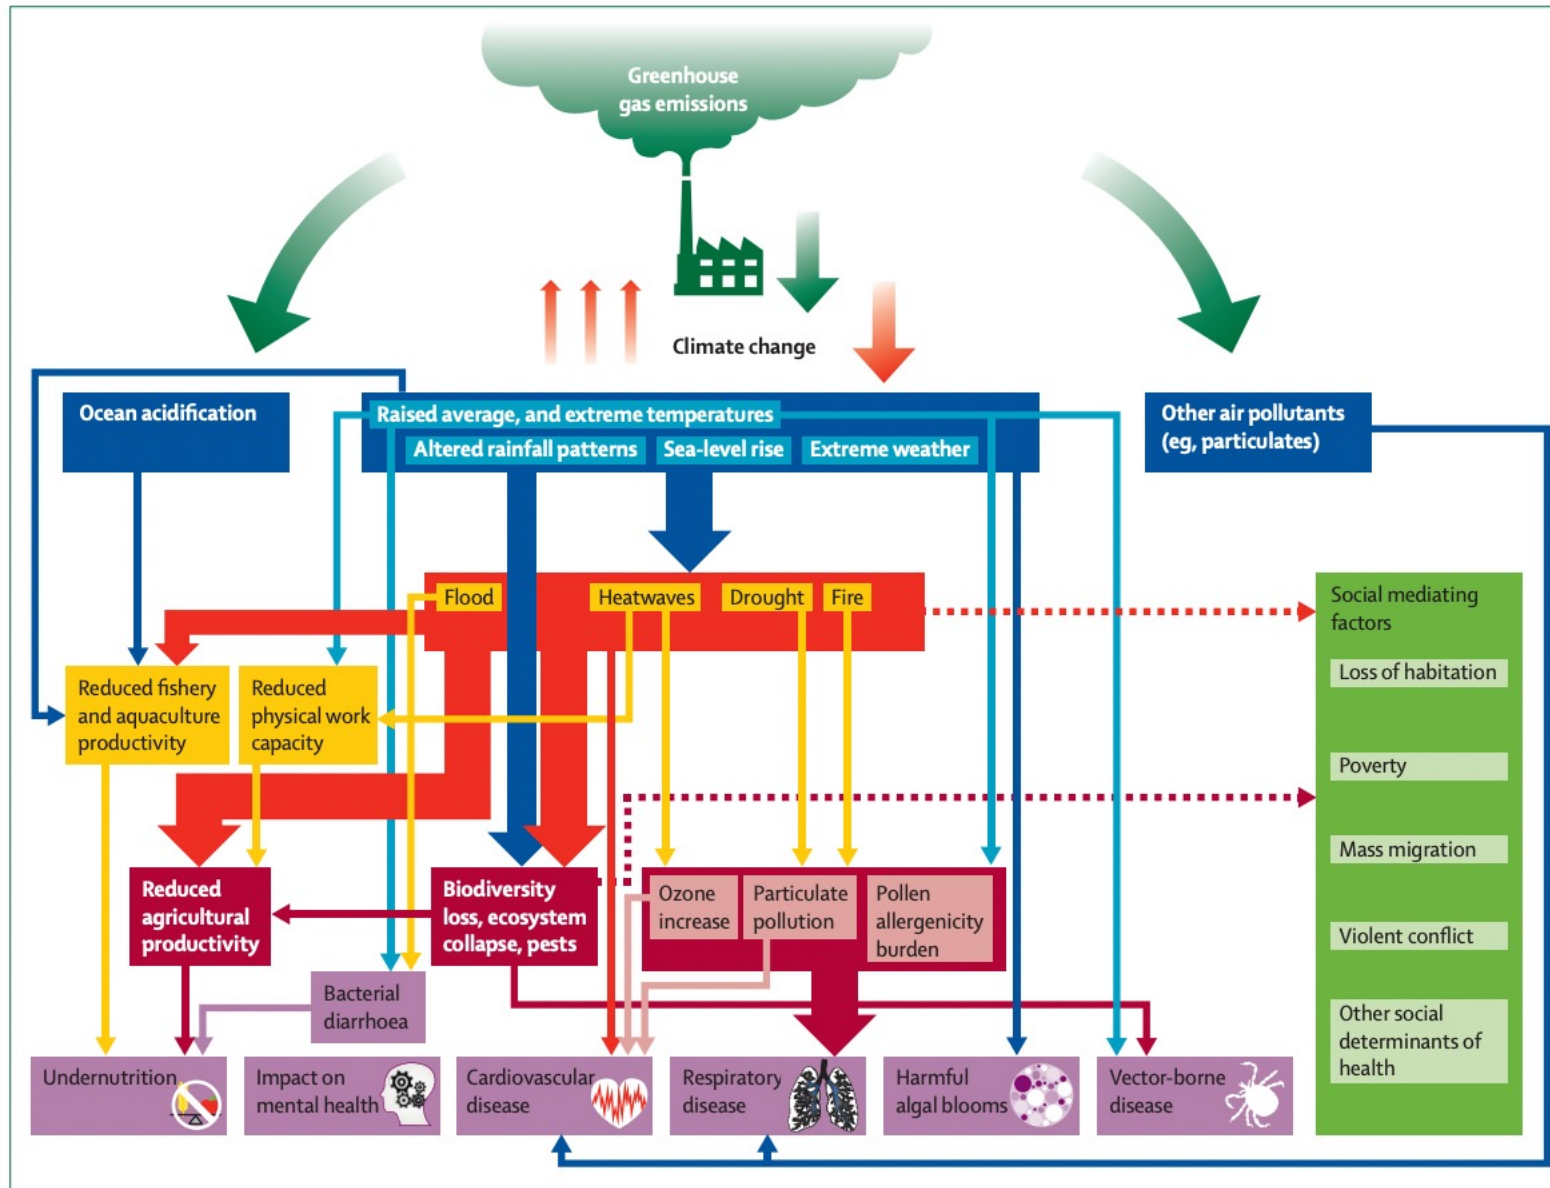 Greenhouse
gas emissions
Climate change
Ocean acidification
Raised average, and extreme temperatures
Altered rainfall patterns
Sea-level rise
Extreme weather
Other air pollutants
(eg, particulates)
Flood
Heatwaves
Drought
Fire
Social mediating
factors
Loss of habitation
Poverty
Mass migration
Violent conflict
Other social
determinants of
health
Reduced fishery
and aquaculture
productivity
Reduced
physical work
capacity
Reduced
agricultural
productivity
Biodiversity
loss, ecosystem
collapse, pests
Ozone
increase
Particulate
pollution
Pollen
allergenicity
burden
Bacterial
diarrhoea
Undernutrition
Impact on
mental health
Cardiovascular
disease
Respiratory
disease
Harmful
algal blooms
Vector-borne
disease